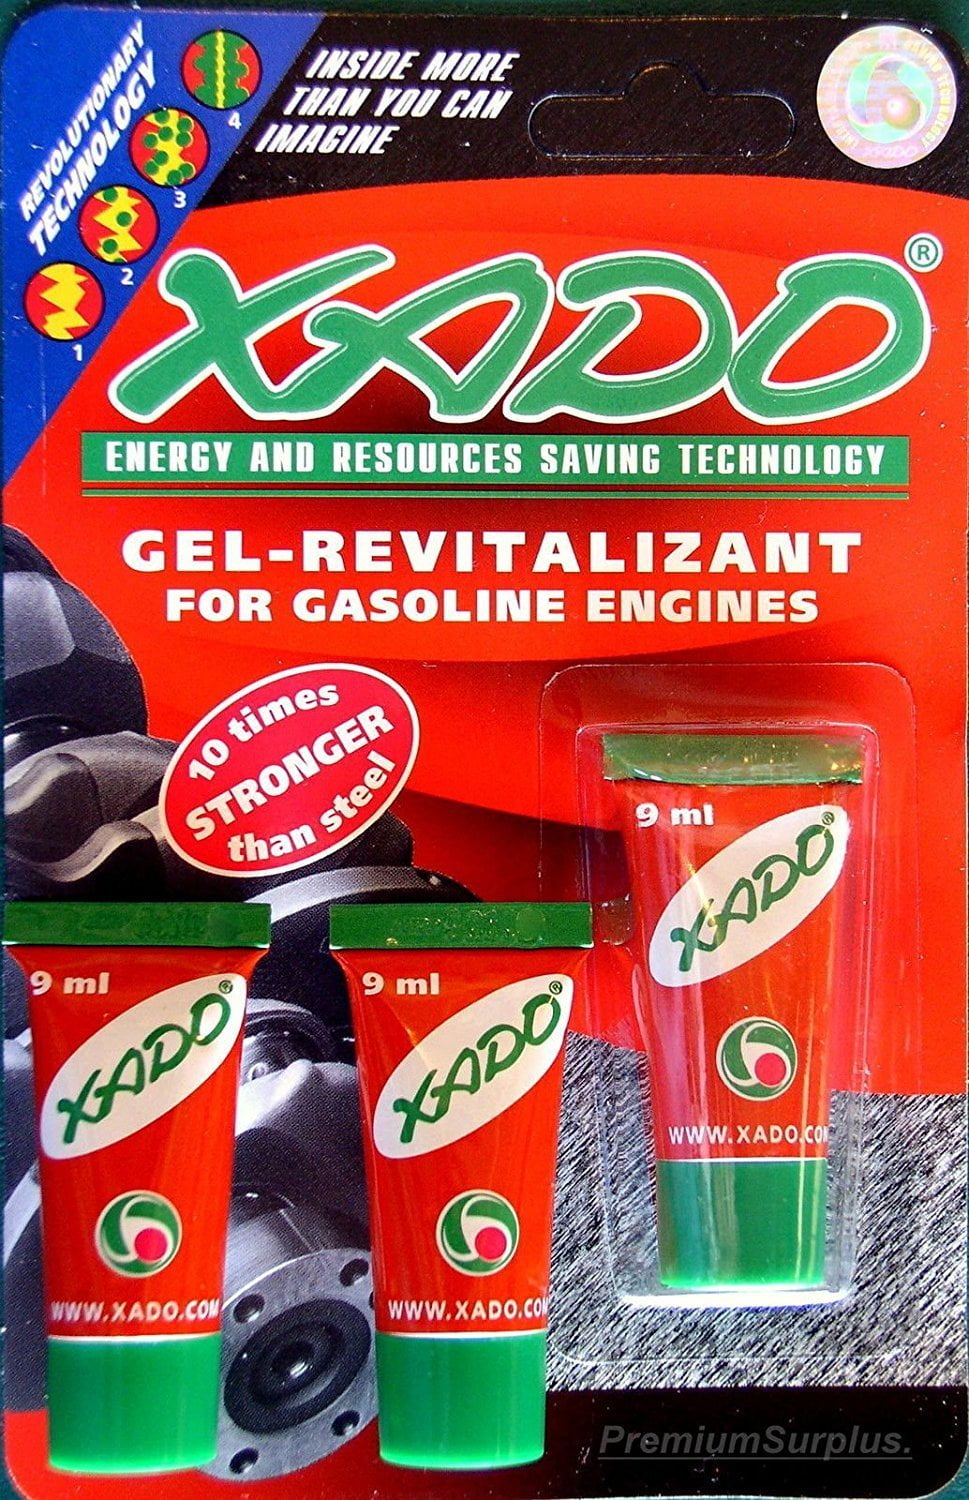 REVOLUTIONARY
TECHNOLOGY
1
2
3
4
INSIDE MORE
THAN YOU CAN
IMAGINE
XADO
XADO®
ENERGY AND RESOURCES SAVING TECHNOLOGY
GEL-REVITALIZANT
FOR GASOLINE ENGINES
10 times
STRONGER
than steel
9 ml
XADO®
WWW.XADO.COM
9 ml
XADO®
WWW.XADO.COM
9 ml
XADO®
WWW.XADO.COM
PremiumSurplus.